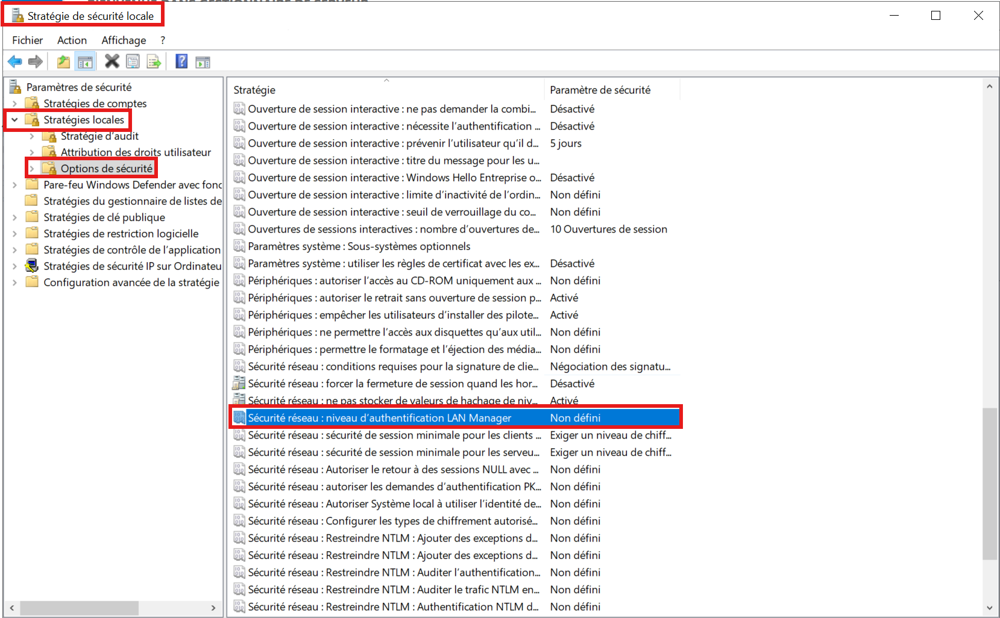 Stratégie de sécurité locale
Fichier Action Affichage ?
Paramètres de sécurité
Stratégies de comptes
Stratégies locales
Stratégie d'audit
Attribution des droits utilisateur
Options de sécurité
Pare-feu Windows Defender avec fonc
Stratégies du gestionnaire de listes de
Stratégies de clé publique
Stratégies de restriction logicielle
Stratégies de contrôle de l'application
Stratégies de sécurité IP sur Ordinateu
Configuration avancée de la stratégie
Stratégie Paramètre de sécurité
Ouverture de session interactive : ne pas demander la combi... Désactivé
Ouverture de session interactive : nécessite l'authentification ... Désactivé
Ouverture de session interactive : prévenir l'utilisateur qu'il d... 5 jours
Ouverture de session interactive : titre du message pour les u...
Ouverture de session interactive : Windows Hello Entreprise o... Désactivé
Ouverture de session interactive : limite d'inactivité de l'ordin... Non défini
Ouverture de session interactive : seuil de verrouillage du co... Non défini
Ouvertures de sessions interactives : nombre d'ouvertures de... 10 Ouvertures de session
Paramètres système : Sous-systèmes optionnels
Paramètres système : utiliser les règles de certificat avec les ex... Désactivé
Périphériques : autoriser l'accès au CD-ROM uniquement aux ... Non défini
Périphériques : autoriser le retrait sans ouverture de session p... Activé
Périphériques : empêcher les utilisateurs d'installer des pilote... Activé
Périphériques : ne permettre l'accès aux disquettes qu'aux util... Non défini
Périphériques : permettre le formatage et l'éjection des média... Non défini
Sécurité réseau : conditions requises pour la signature de clie... Négociation des signatu...
Sécurité réseau : forcer la fermeture de session quand les hor... Désactivé
Sécurité réseau : ne pas stocker de valeurs de hachage de niv... Activé
Sécurité réseau : niveau d'authentification LAN Manager Non défini
Sécurité réseau : sécurité de session minimale pour les clients ... Exiger un niveau de chiff...
Sécurité réseau : sécurité de session minimale pour les serveu... Exiger un niveau de chiff...
Sécurité réseau : Autoriser le retour à des sessions NULL avec ... Non défini
Sécurité réseau : autoriser les demandes d'authentification PK... Non défini
Sécurité réseau : Autoriser Système local à utiliser l'identité de... Non défini
Sécurité réseau : Configurer les types de chiffrement autorisé... Non défini
Sécurité réseau : Restreindre NTLM : Ajouter des exceptions d... Non défini
Sécurité réseau : Restreindre NTLM : Ajouter des exceptions d... Non défini
Sécurité réseau : Restreindre NTLM : Auditer l'authentification... Non défini
Sécurité réseau : Restreindre NTLM : Auditer le trafic NTLM en... Non défini
Sécurité réseau : Restreindre NTLM : Authentification NTLM d... Non défini